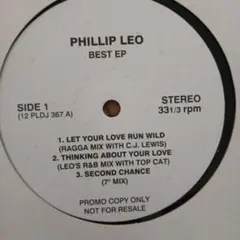 PHILLIP LEO
BEST EP
SIDE 1
(12 PLDJ 367 A)
STEREO
33 1/3 rpm
1. LET YOUR LOVE RUN WILD
(RAGGA MIX WITH C.J. LEWIS)
2. THINKING ABOUT YOUR LOVE
(LEO'S R&B MIX WITH TOP CAT)
3. SECOND CHANCE
(7" MIX)
PROMO COPY ONLY
NOT FOR RESALE